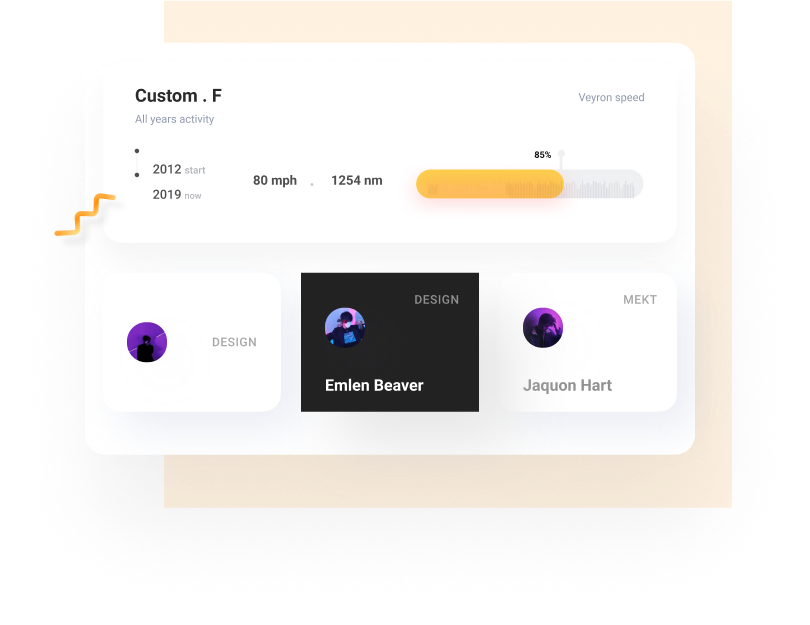 Custom . F
Veyron speed
All years activity
85%
2012 start
80 mph . 1254 nm
2019 now
DESIGN
MEKT
DESIGN
Emlen Beaver
Jaquon Hart